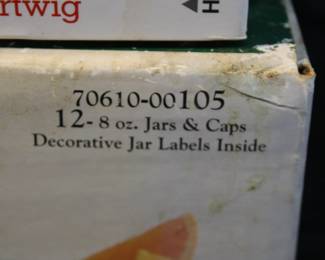 rtwig
H
70610-00105
12- 8 oz. Jars & Caps
Decorative Jar Labels Inside